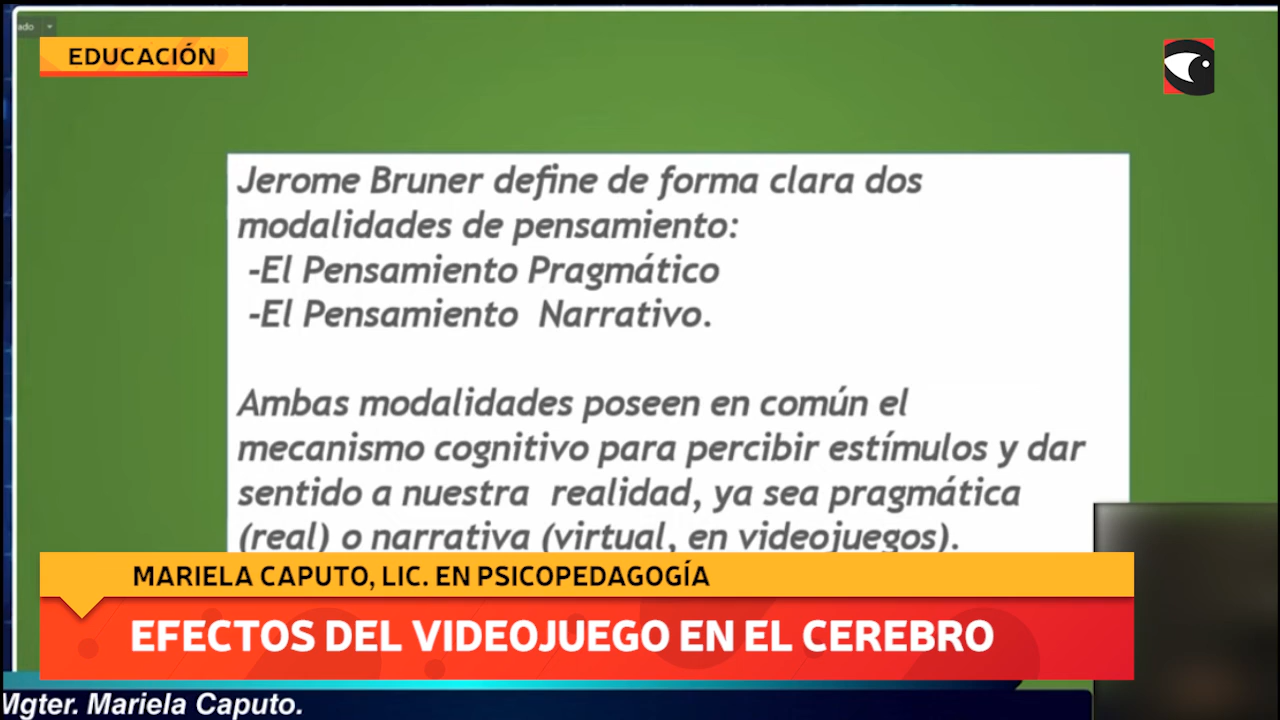 ado
EDUCACIÓN
Jerome Bruner define de forma clara dos
modalidades de pensamiento:
-El Pensamiento Pragmático
-El Pensamiento Narrativo.
Ambas modalidades poseen en común el
mecanismo cognitivo para percibir estímulos y dar
sentido a nuestra realidad, ya sea pragmática
(real) o narrativa (virtual, en videojuegos).
MARIELA CAPUTO, LIC. EN PSICOPEDAGOGÍA
EFECTOS DEL VIDEOJUEGO EN EL CEREBRO
Mgter. Mariela Caputo.